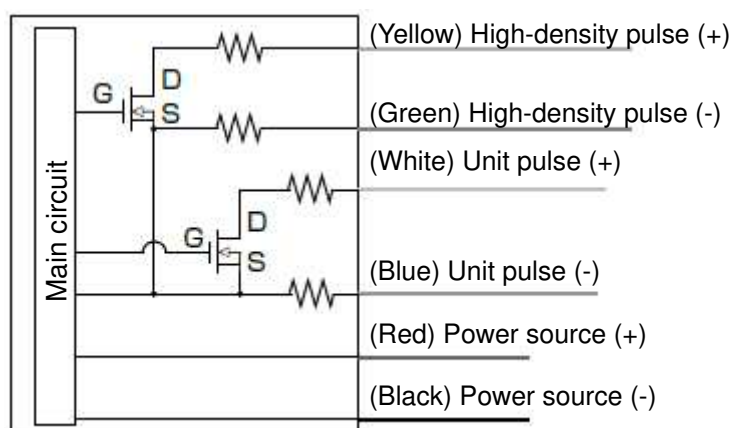 (Yellow) High-density pulse (+)
G
D
S
(Green) High-density pulse (-)
(White) Unit pulse (+)
G
D
S
Main circuit
(Blue) Unit pulse (-)
(Red) Power source (+)
(Black) Power source (-)